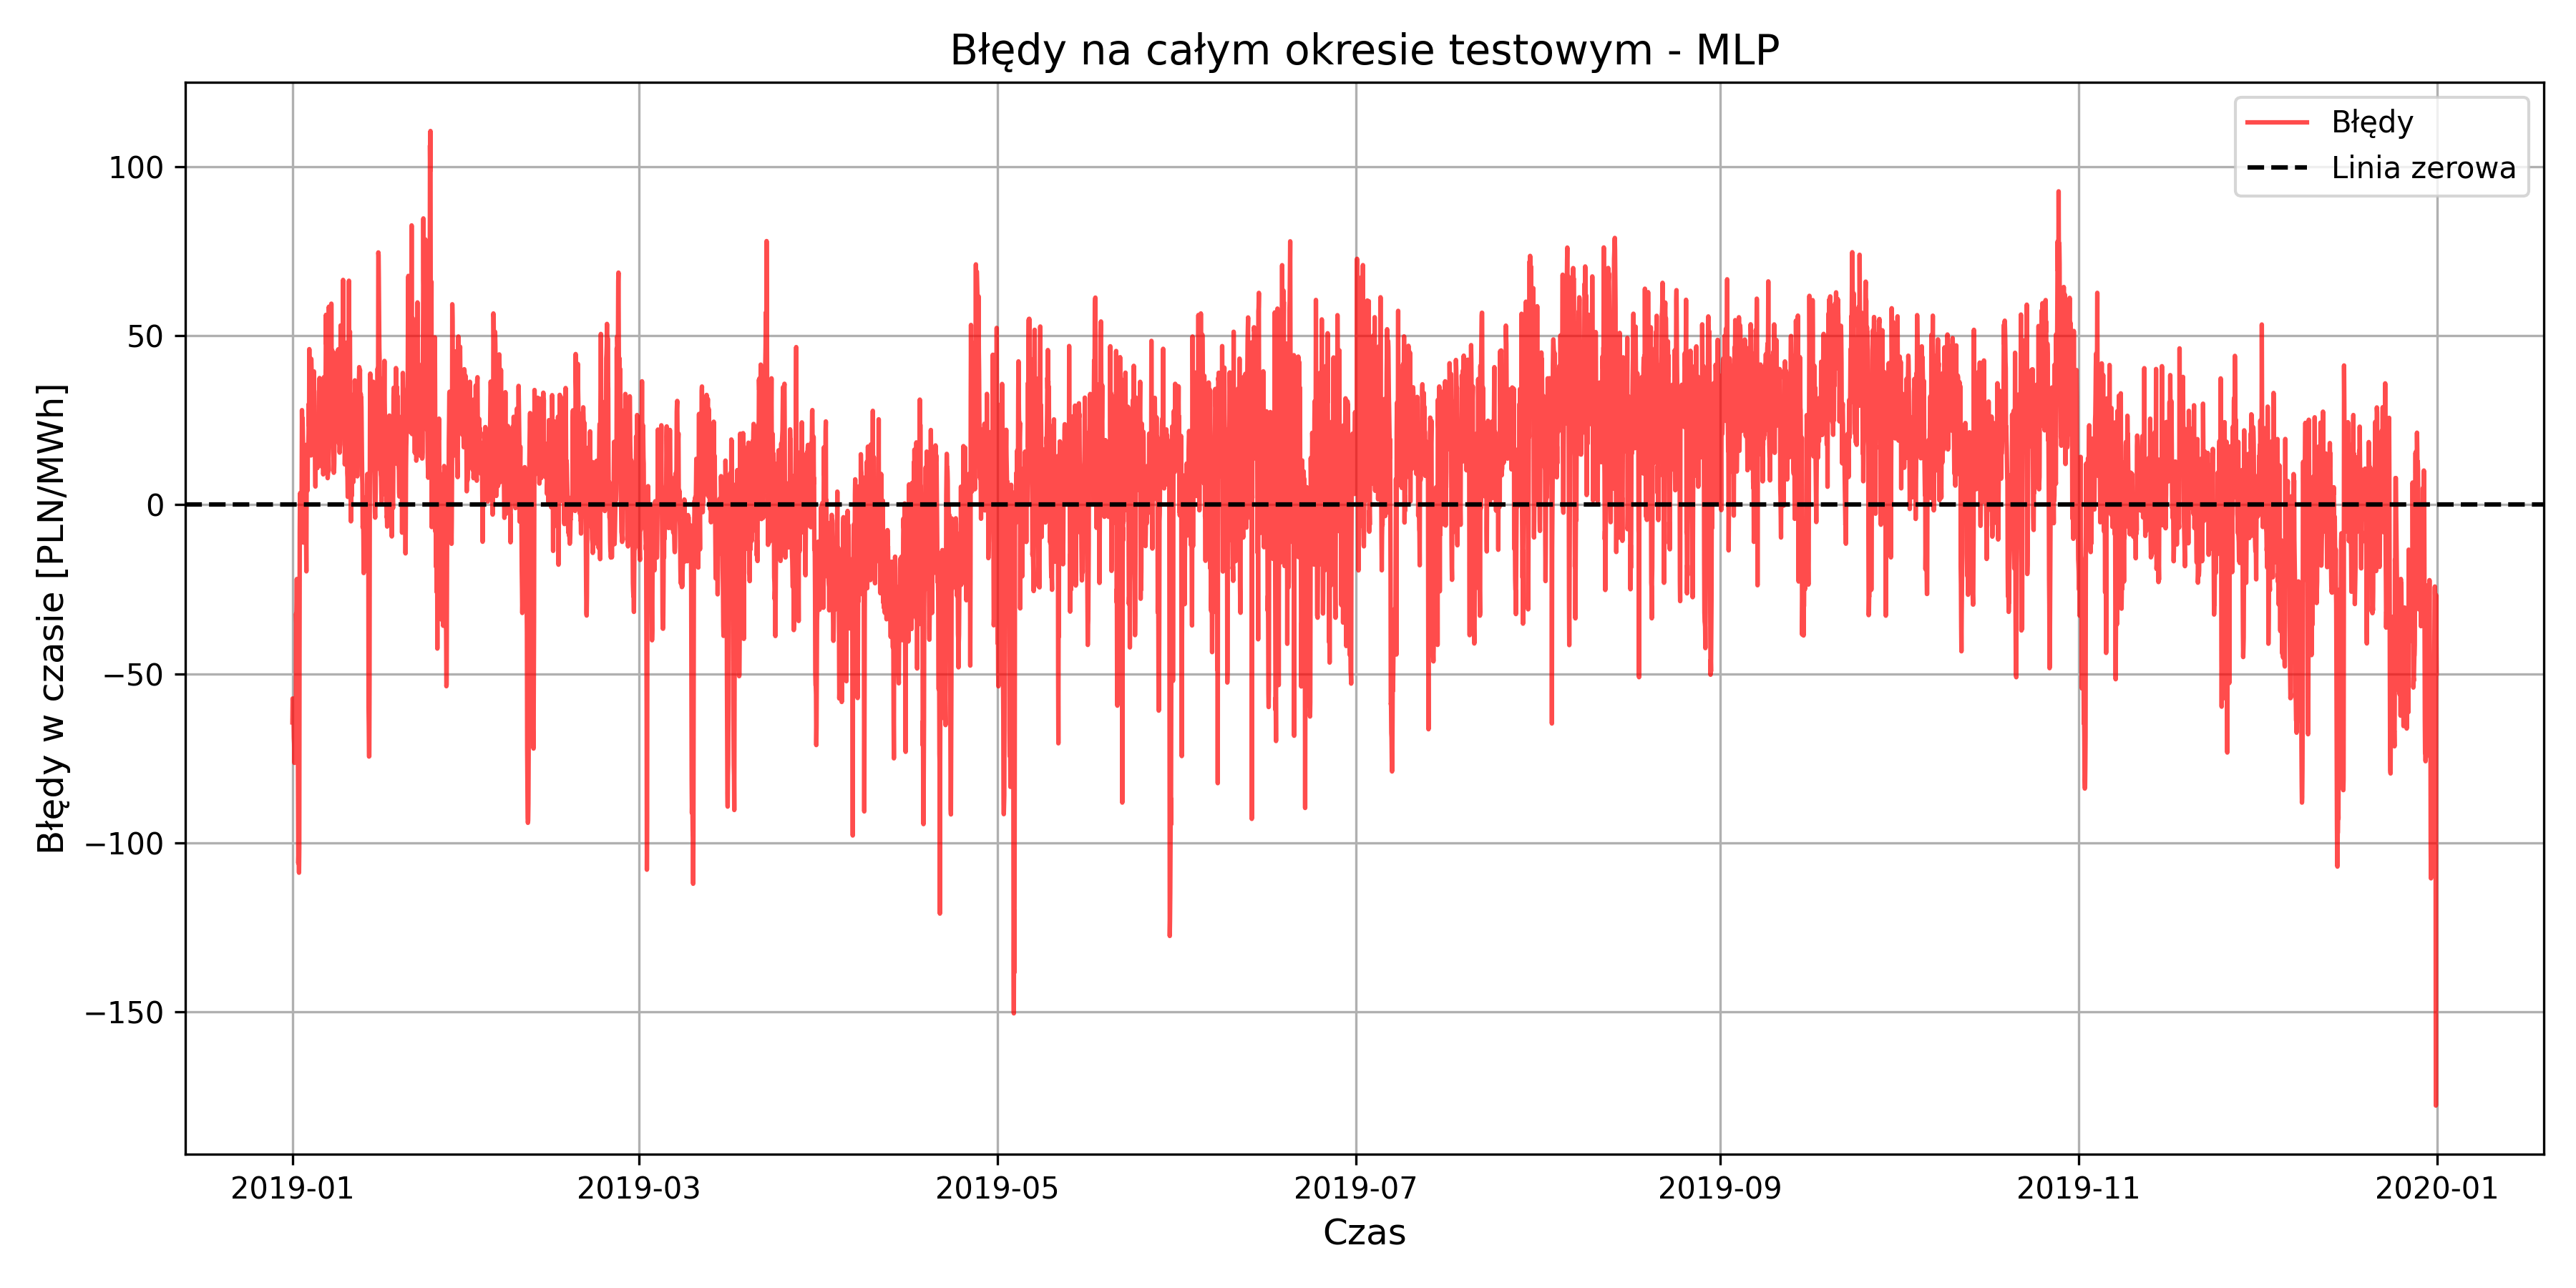 Błędy na całym okresie testowym - MLP
Błędy
Linia zerowa
Błędy w czasie [PLN/MWh]
100
50
0
−50
−100
−150
2019-01
2019-03
2019-05
2019-07
2019-09
2019-11
2020-01
Czas